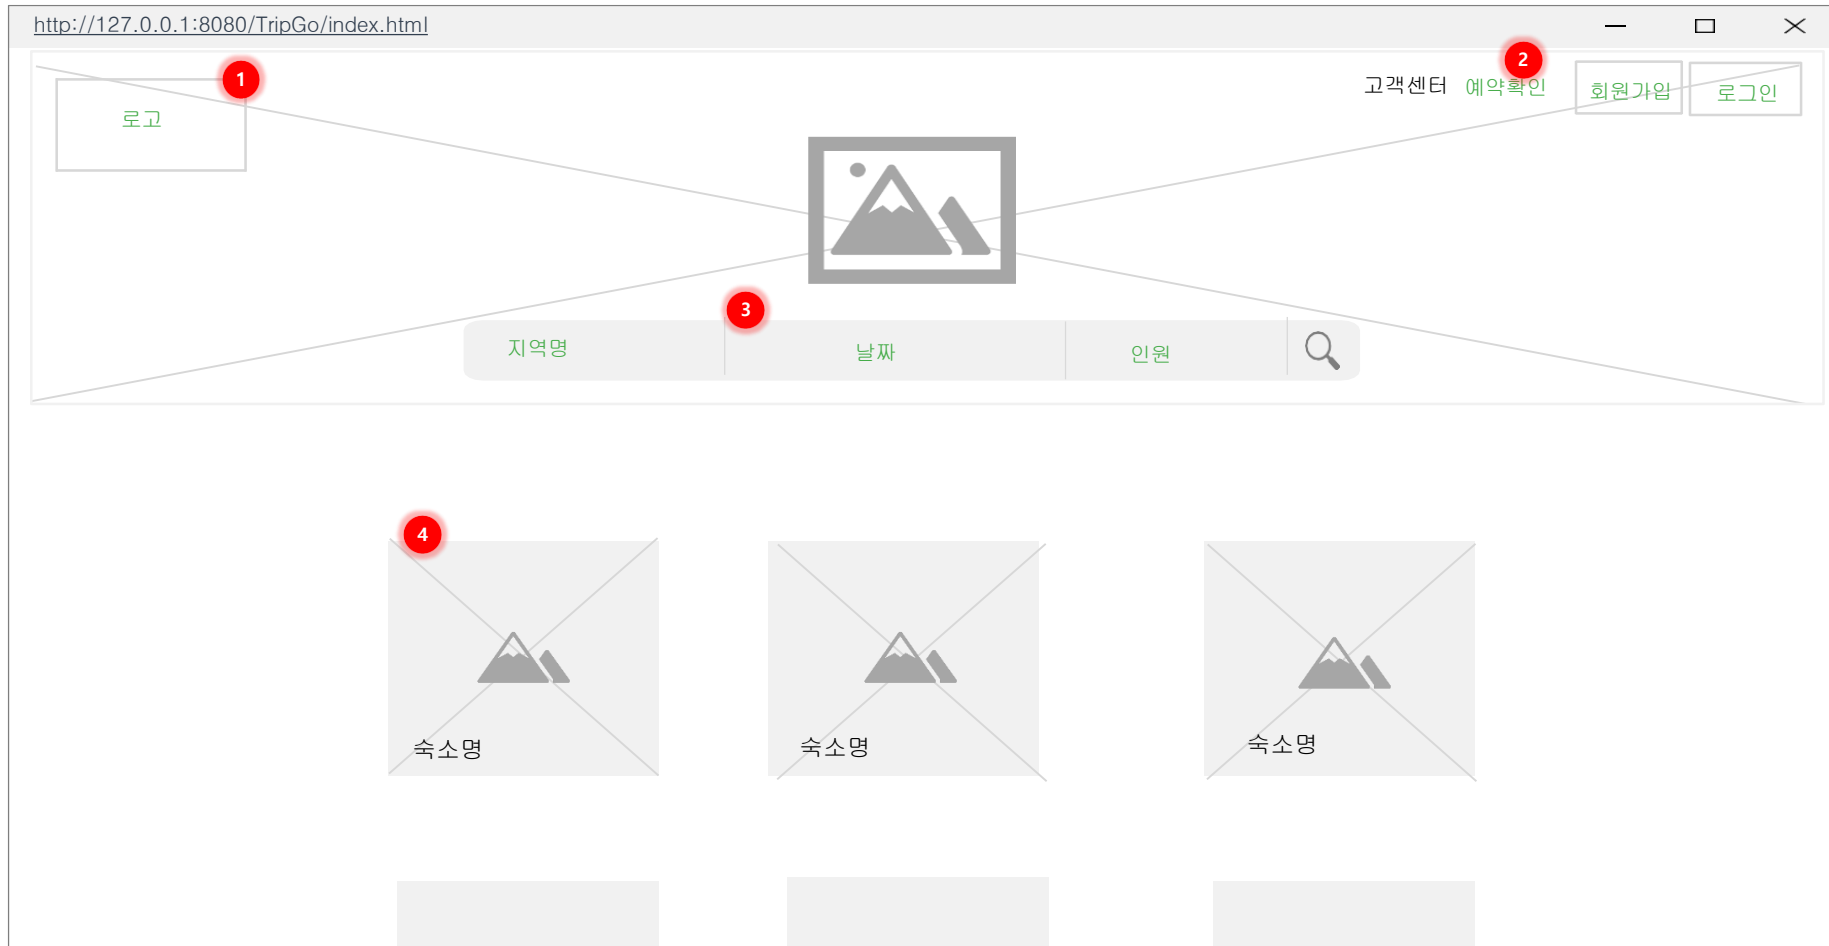 http://127.0.0.1:8080/TripGo/index.html
1
2
로고
고객센터 예약확인 회원가입 로그인
3
지역명 날짜 인원
4
숙소명 숙소명 숙소명